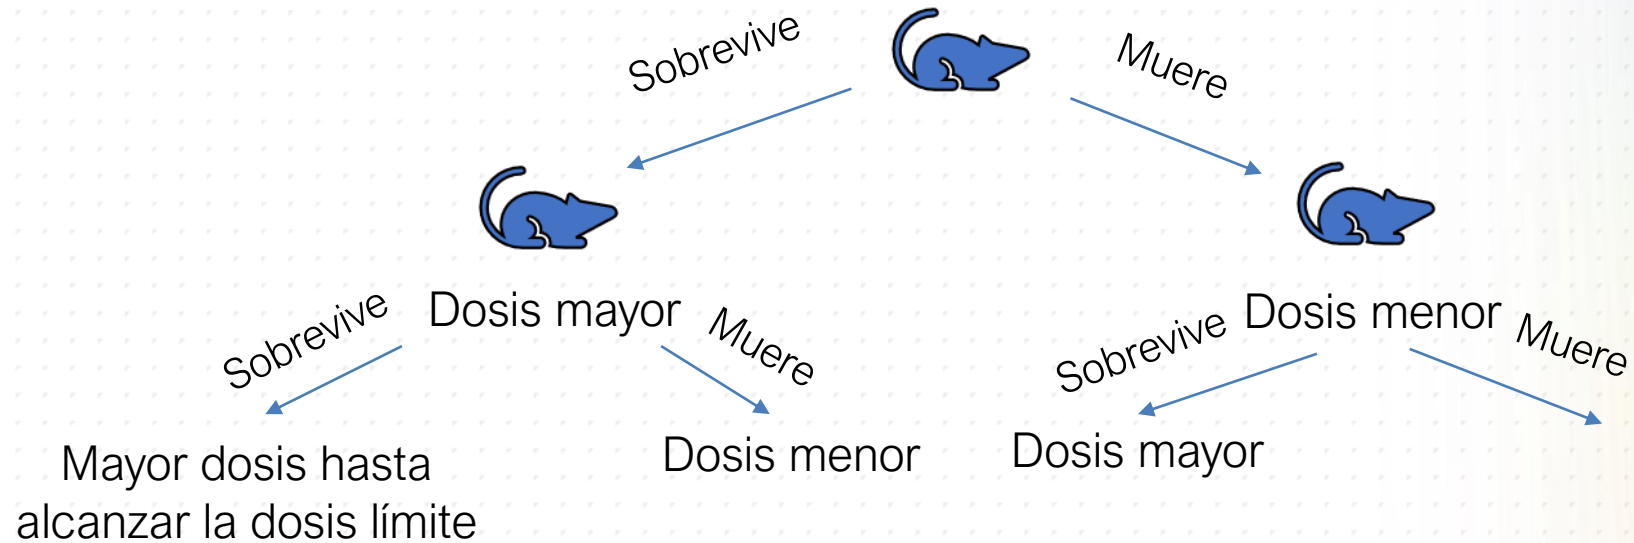 Sobrevive
Muere
Dosis mayor
Dosis menor
Sobrevive
Muere
Sobrevive
Muere
Mayor dosis hasta
alcanzar la dosis límite
Dosis menor
Dosis mayor